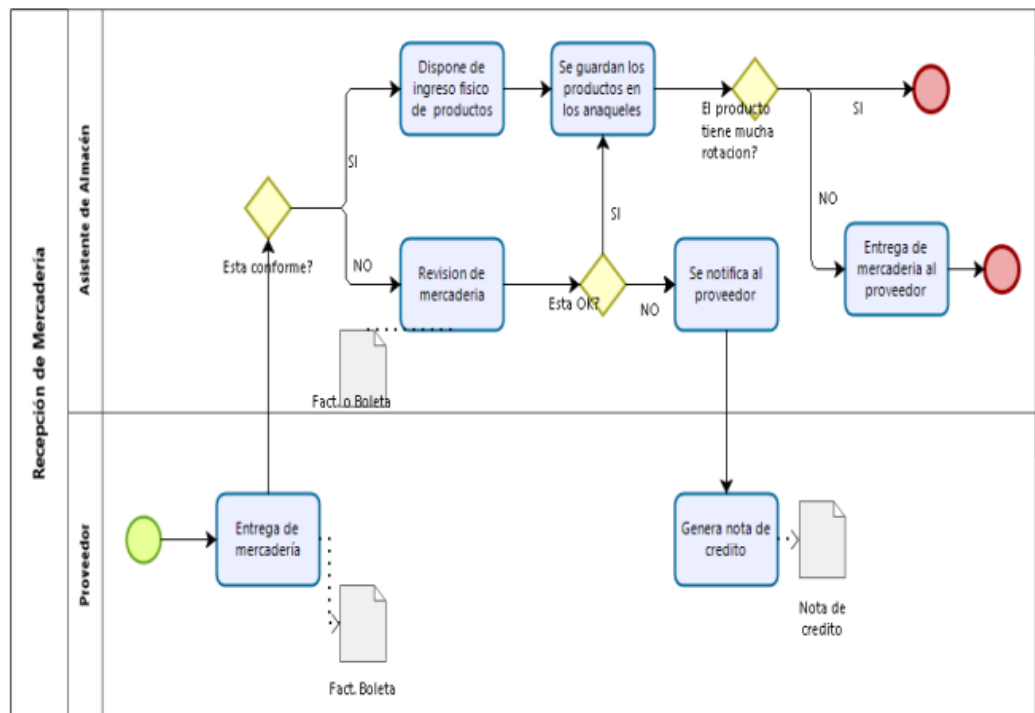 Recepción de Mercadería
Asistente de Almacén
Dispone de
ingreso fisico
de productos
Se guardan los
productos en
los anaqueles
El producto
tiene mucha
rotacion?
SI
SI
NO
Esta conforme?
NO
Revision de
mercaderia
Esta OK?
SI
NO
Se notifica al
proveedor
Entrega de
mercaderia al
proveedor
Fact. o Boleta
Proveedor
Entrega de
mercadería
Fact. Boleta
Genera nota de
credito
Nota de
credito